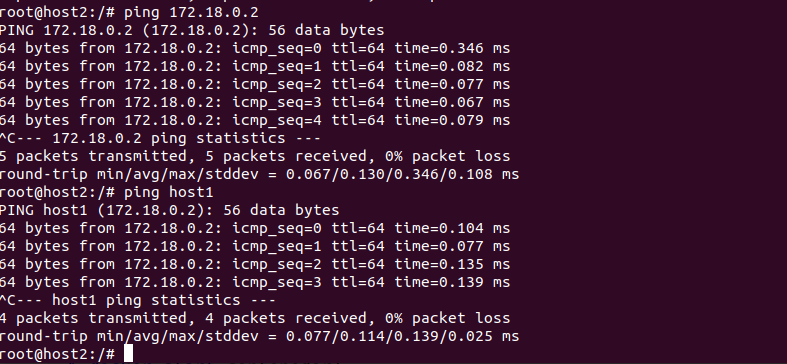 root@host2:/# ping 172.18.0.2
PING 172.18.0.2 (172.18.0.2): 56 data bytes
64 bytes from 172.18.0.2: icmp_seq=0 ttl=64 time=0.346 ms
64 bytes from 172.18.0.2: icmp_seq=1 ttl=64 time=0.082 ms
64 bytes from 172.18.0.2: icmp_seq=2 ttl=64 time=0.077 ms
64 bytes from 172.18.0.2: icmp_seq=3 ttl=64 time=0.067 ms
64 bytes from 172.18.0.2: icmp_seq=4 ttl=64 time=0.079 ms
^C--- 172.18.0.2 ping statistics ---
5 packets transmitted, 5 packets received, 0% packet loss
round-trip min/avg/max/stddev = 0.067/0.130/0.346/0.108 ms
root@host2:/# ping host1
PING host1 (172.18.0.2): 56 data bytes
64 bytes from 172.18.0.2: icmp_seq=0 ttl=64 time=0.104 ms
64 bytes from 172.18.0.2: icmp_seq=1 ttl=64 time=0.077 ms
64 bytes from 172.18.0.2: icmp_seq=2 ttl=64 time=0.135 ms
64 bytes from 172.18.0.2: icmp_seq=3 ttl=64 time=0.139 ms
^C--- host1 ping statistics ---
4 packets transmitted, 4 packets received, 0% packet loss
round-trip min/avg/max/stddev = 0.077/0.114/0.139/0.025 ms
root@host2:/#